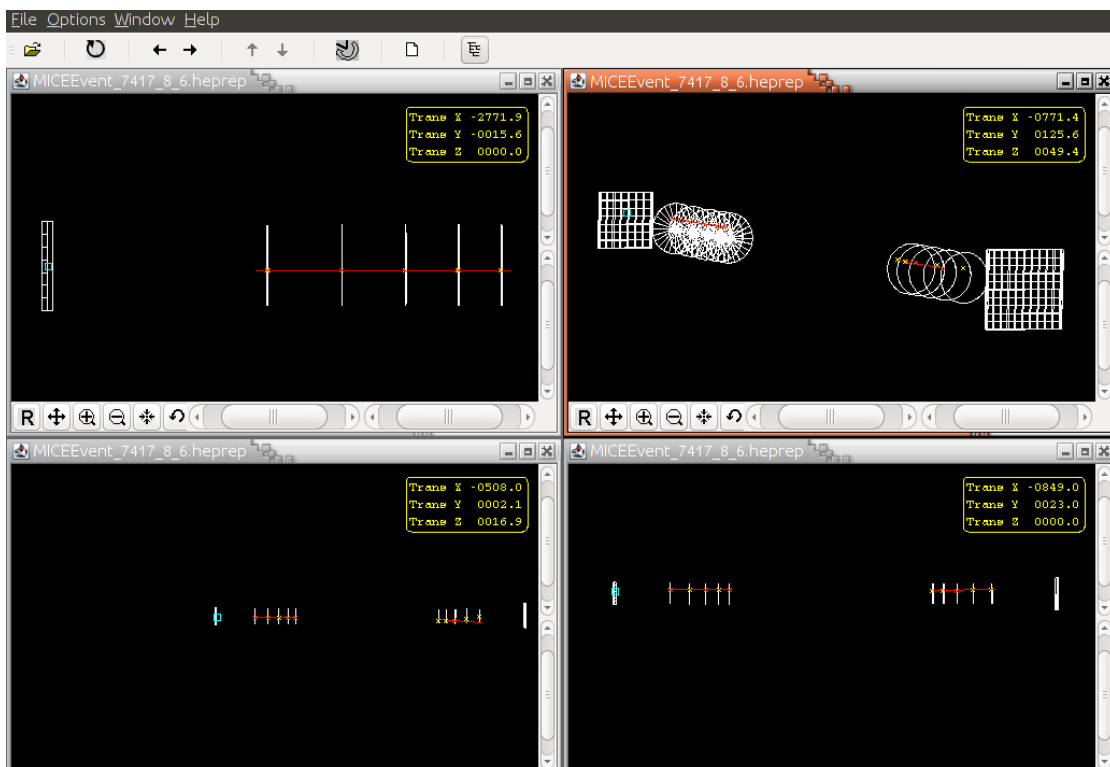 File Options Window Help
MICEEvent_7417_8_6.heprep
Trans X -2771.9
Trans Y -0015.6
Trans Z 0000.0
R
MICEEvent_7417_8_6.heprep
Trans X -0771.4
Trans Y 0125.6
Trans Z 0049.4
R
MICEEvent_7417_8_6.heprep
Trans X -0508.0
Trans Y 0002.1
Trans Z 0016.9
MICEEvent_7417_8_6.heprep
Trans X -0849.0
Trans Y 0023.0
Trans Z 0000.0